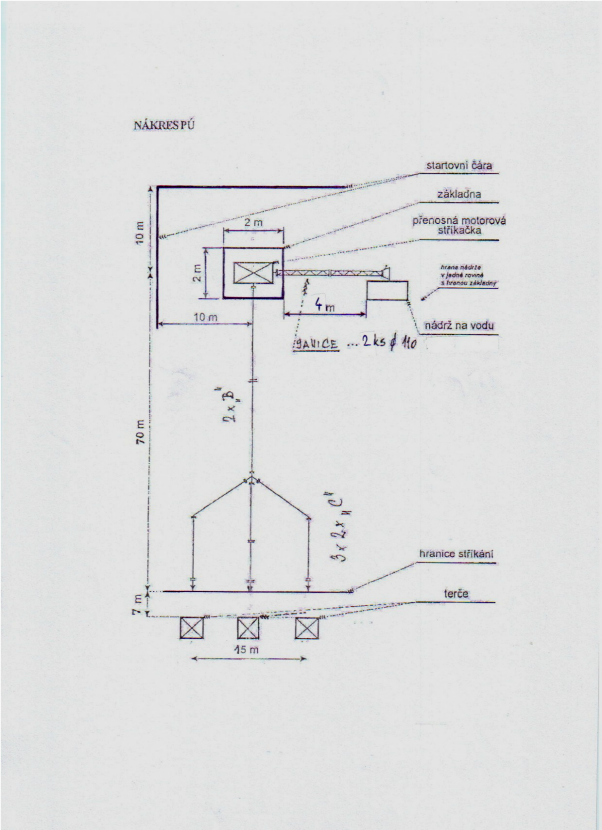 NÁKRES PÚ
startovní čára
základna
přenosná motorová
stříkačka
2 m
10 m
2 m
hrana nádrže
v jedné rovině
s hranou základny
4 m
10 m
nádrž na vodu
SAVICE ... 2 ks ϕ 110
2 x „B“
70 m
3 x 2 x „C“
hranice stříkání
terče
7 m
15 m